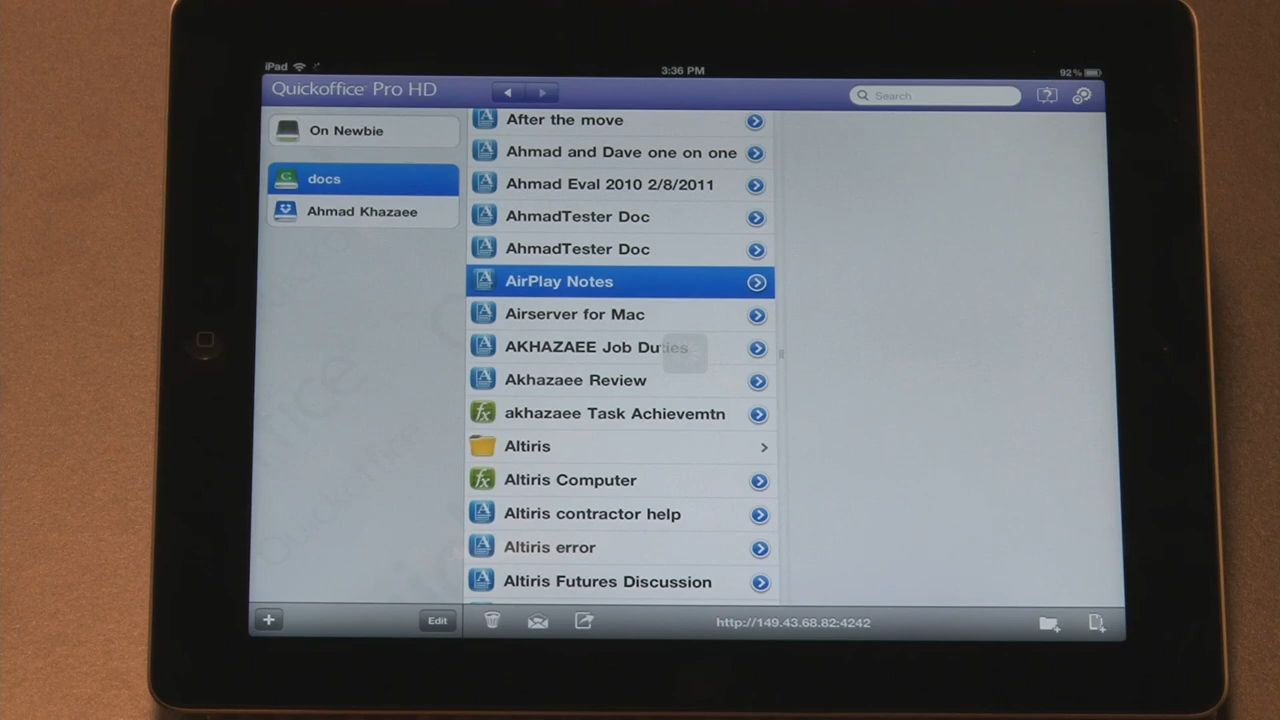 iPad
3:36 PM
92%
Quickoffice Pro HD
Search
On Newbie
docs
Ahmad Khazaee
After the move
Ahmad and Dave one on one
Ahmad Eval 2010 2/8/2011
AhmadTester Doc
AhmadTester Doc
AirPlay Notes
Airserver for Mac
AKHAZAEE Job Duties
Akhazaee Review
akhazaee Task Achievemtn
Altiris
Altiris Computer
Altiris contractor help
Altiris error
Altiris Futures Discussion
Edit
http://149.43.68.82:4242